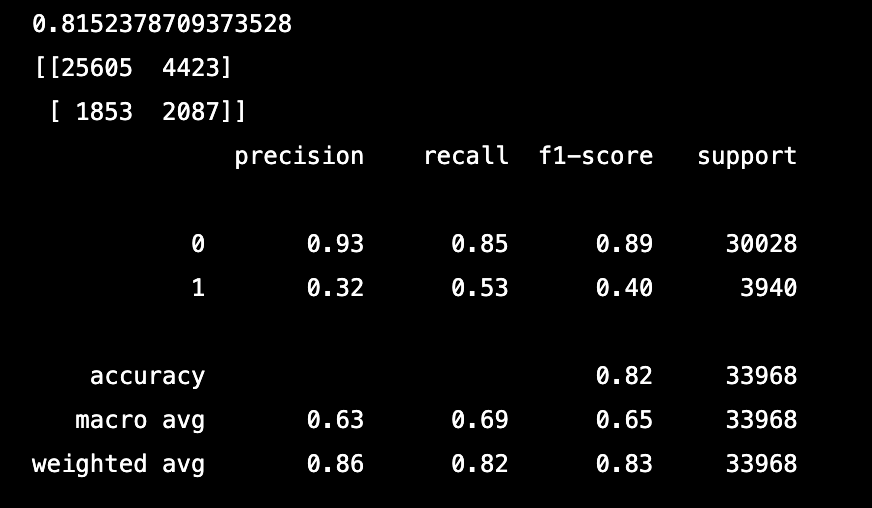 0.8152378709373528
[[25605  4423]
 [ 1853  2087]]
              precision    recall  f1-score   support

           0       0.93      0.85      0.89     30028
           1       0.32      0.53      0.40      3940

    accuracy                           0.82     33968
   macro avg       0.63      0.69      0.65     33968
weighted avg       0.86      0.82      0.83     33968